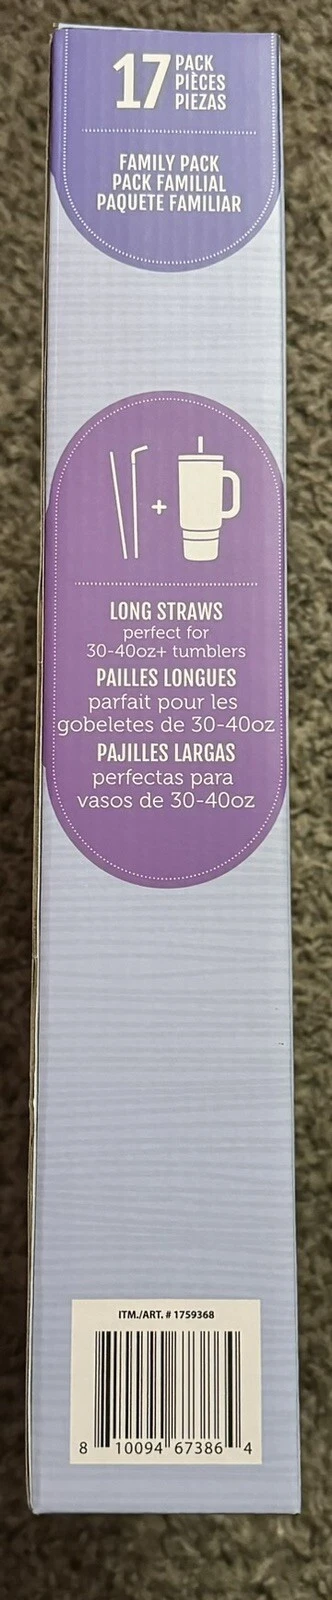 17 PACK
PIÈCES
PIEZAS
FAMILY PACK
PACK FAMILIAL
PAQUETE FAMILIAR
+
LONG STRAWS
perfect for
30-40oz+ tumblers
PAILLES LONGUES
parfait pour les
gobeletes de 30-40oz
PAJILLES LARGAS
perfectas para
vasos de 30-40oz
ITM./ART. # 1759368
8 10094 67386 4